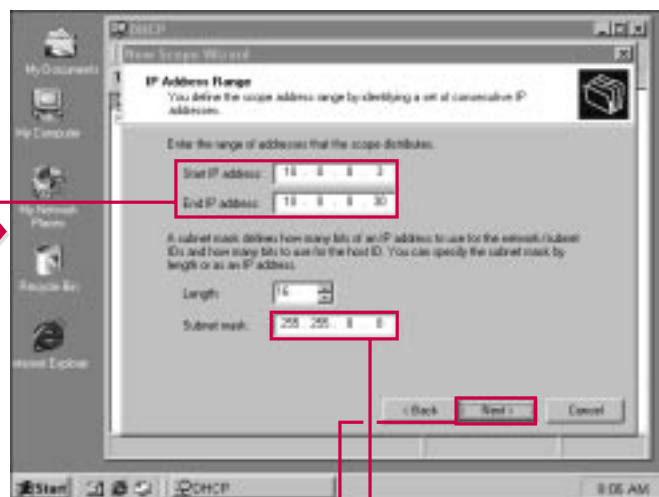 DHCP
New Scope Wizard
IP Address Range
You define the scope address range by identifying a set of consecutive IP
addresses.
Enter the range of addresses that the scope distributes.
Start IP address: 10 . 0 . 0 .
End IP address: 10 . 0 . 0 . 30
A subnet mask defines how many bits of an IP address to use for the network/subnet
IDs and how many bits to use for the host ID. You can specify the subnet mask by
length or as an IP address.
Length: 16
Subnet mask: 255 . 255 . 0 . 0
< Back Next > Cancel
My Documents
My Computer
My Network
Places
Recycle Bin
Internet Explorer
Start DHCP 8:05 AM